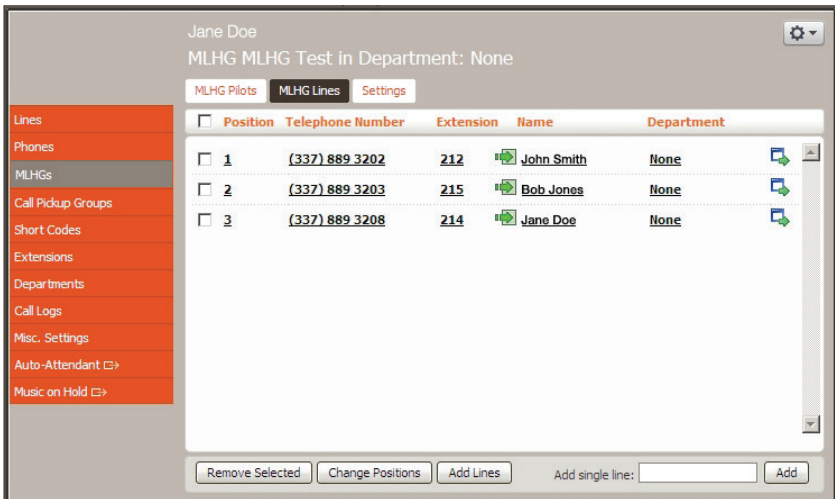 Jane Doe
MLHG MLHG Test in Department: None
MLHG Pilots MLHG Lines Settings
Lines
Phones
MLHGs
Call Pickup Groups
Short Codes
Extensions
Departments
Call Logs
Misc. Settings
Auto-Attendant
Music on Hold
Position Telephone Number Extension Name Department
1 (337) 889 3202 212 John Smith None
2 (337) 889 3203 215 Bob Jones None
3 (337) 889 3208 214 Jane Doe None
Remove Selected Change Positions Add Lines Add single line: Add